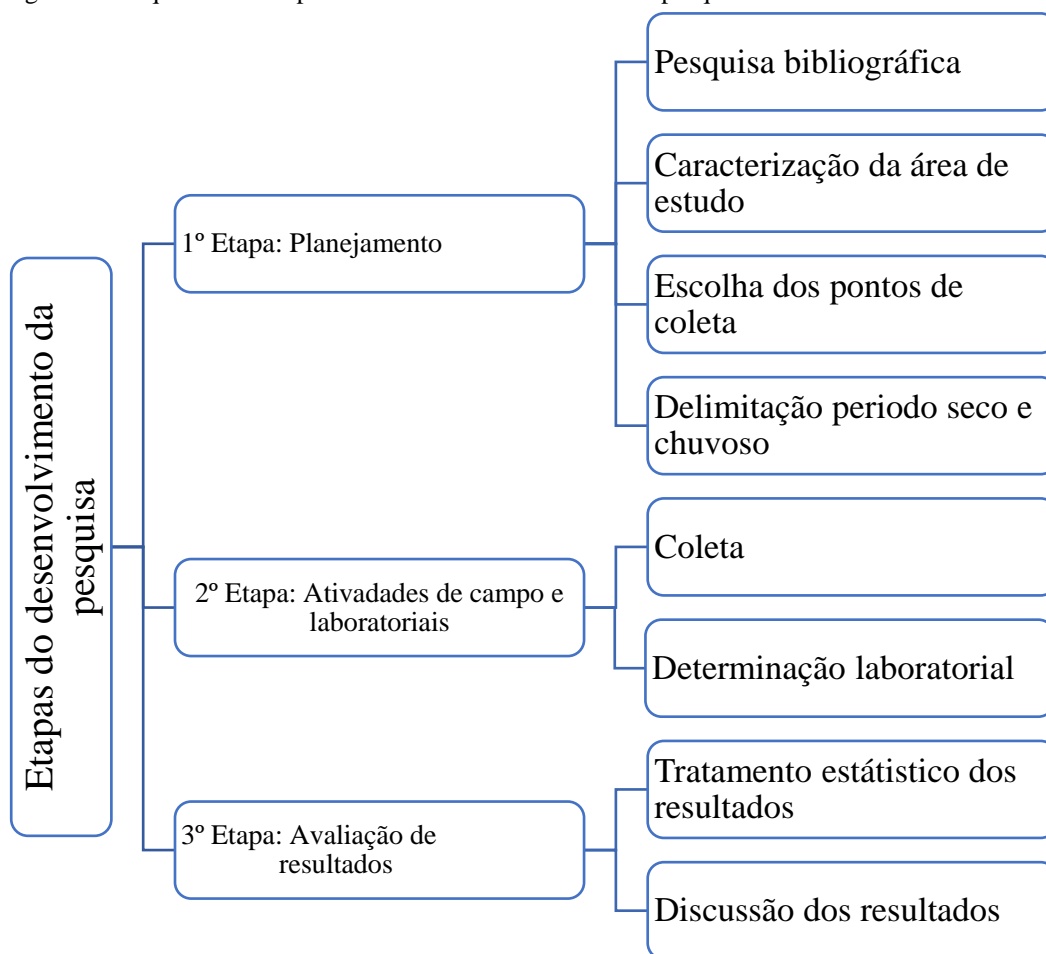 Etapas do desenvolvimento da
pesquisa
1º Etapa: Planejamento
Pesquisa bibliográfica
Caracterização da área de
estudo
Escolha dos pontos de
coleta
Delimitação periodo seco e
chuvoso
2º Etapa: Ativadades de campo e
laboratoriais
Coleta
Determinação laboratorial
3º Etapa: Avaliação de
resultados
Tratamento estátistico dos
resultados
Discussão dos resultados